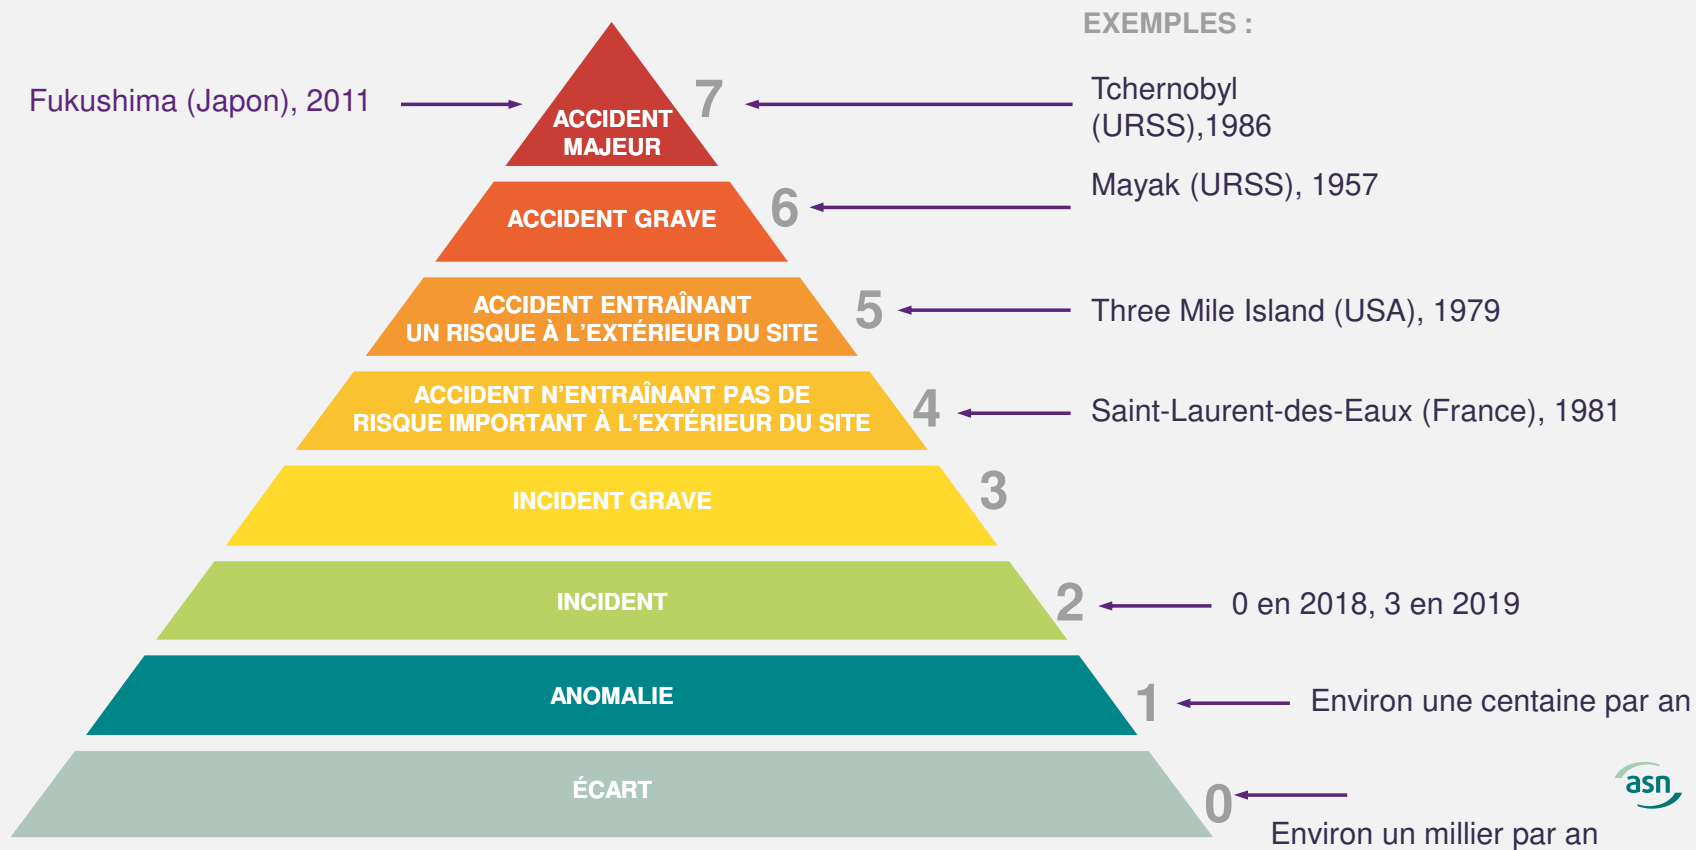 EXEMPLES :
Fukushima (Japon), 2011
ACCIDENT
MAJEUR
7
Tchernobyl
(URSS),1986
ACCIDENT GRAVE
6
Mayak (URSS), 1957
ACCIDENT ENTRAÎNANT
UN RISQUE À L’EXTÉRIEUR DU SITE
5
Three Mile Island (USA), 1979
ACCIDENT N’ENTRAÎNANT PAS DE
RISQUE IMPORTANT À L’EXTÉRIEUR DU SITE
4
Saint-Laurent-des-Eaux (France), 1981
INCIDENT GRAVE
3
INCIDENT
2
0 en 2018, 3 en 2019
ANOMALIE
1
Environ une centaine par an
ÉCART
0
Environ un millier par an
asn